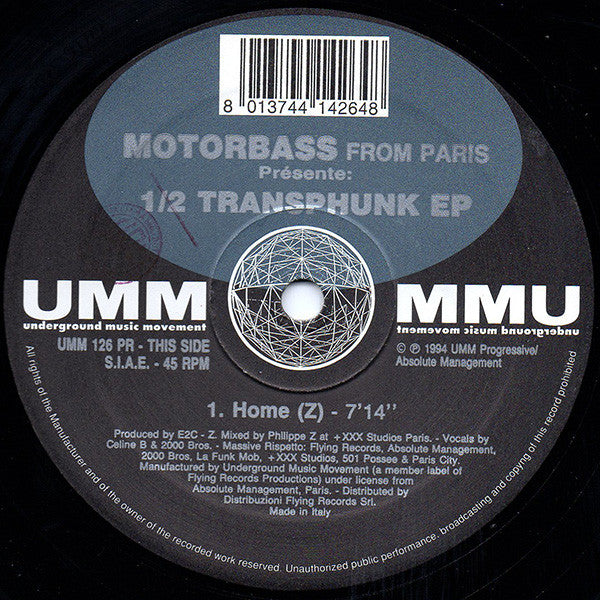 8 013744 142648
MOTORBASS FROM PARIS
Présente:
1/2 TRANSPHUNK EP
UMM
underground music movement
UMM 126 PR - THIS SIDE
S.I.A.E. - 45 RPM
UMM
underground music movement
© ℗ 1994 UMM Progressive/
Absolute Management
1. Home (Z) - 7'14''
Produced by E2C - Z. Mixed by Philippe Z at +XXX Studios Paris. - Vocals by
Celine B & 2000 Bros. - Massive Rispetto: Flying Records, Absolute Management,
2000 Bros, La Funk Mob, +XXX Studios, 501 Possee & Paris City.
Manufactured by Underground Music Movement (a member label of
Flying Records Productions) under license from
Absolute Management, Paris. - Distributed by
Distribuzioni Flying Records Srl.
Made in Italy
All rights of the Manufacturer and of the owner of the recorded work reserved. Unauthorized public performance, broadcasting and copying of this record prohibited